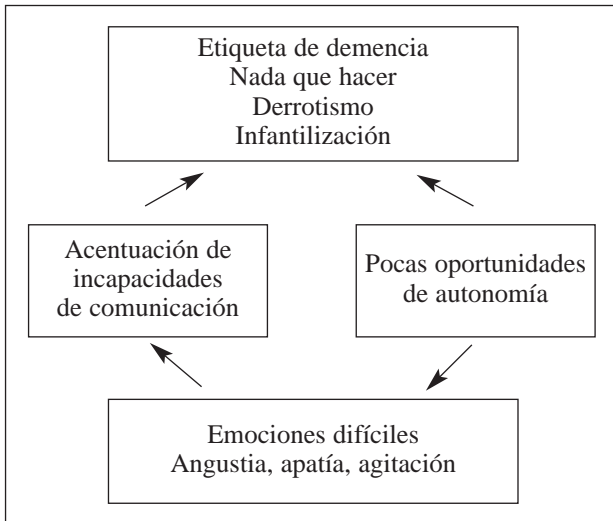 Etiqueta de demencia
Nada que hacer
Derrotismo
Infantilización
Acentuación de
incapacidades
de comunicación
Pocas oportunidades
de autonomía
Emociones difíciles
Angustia, apatía, agitación